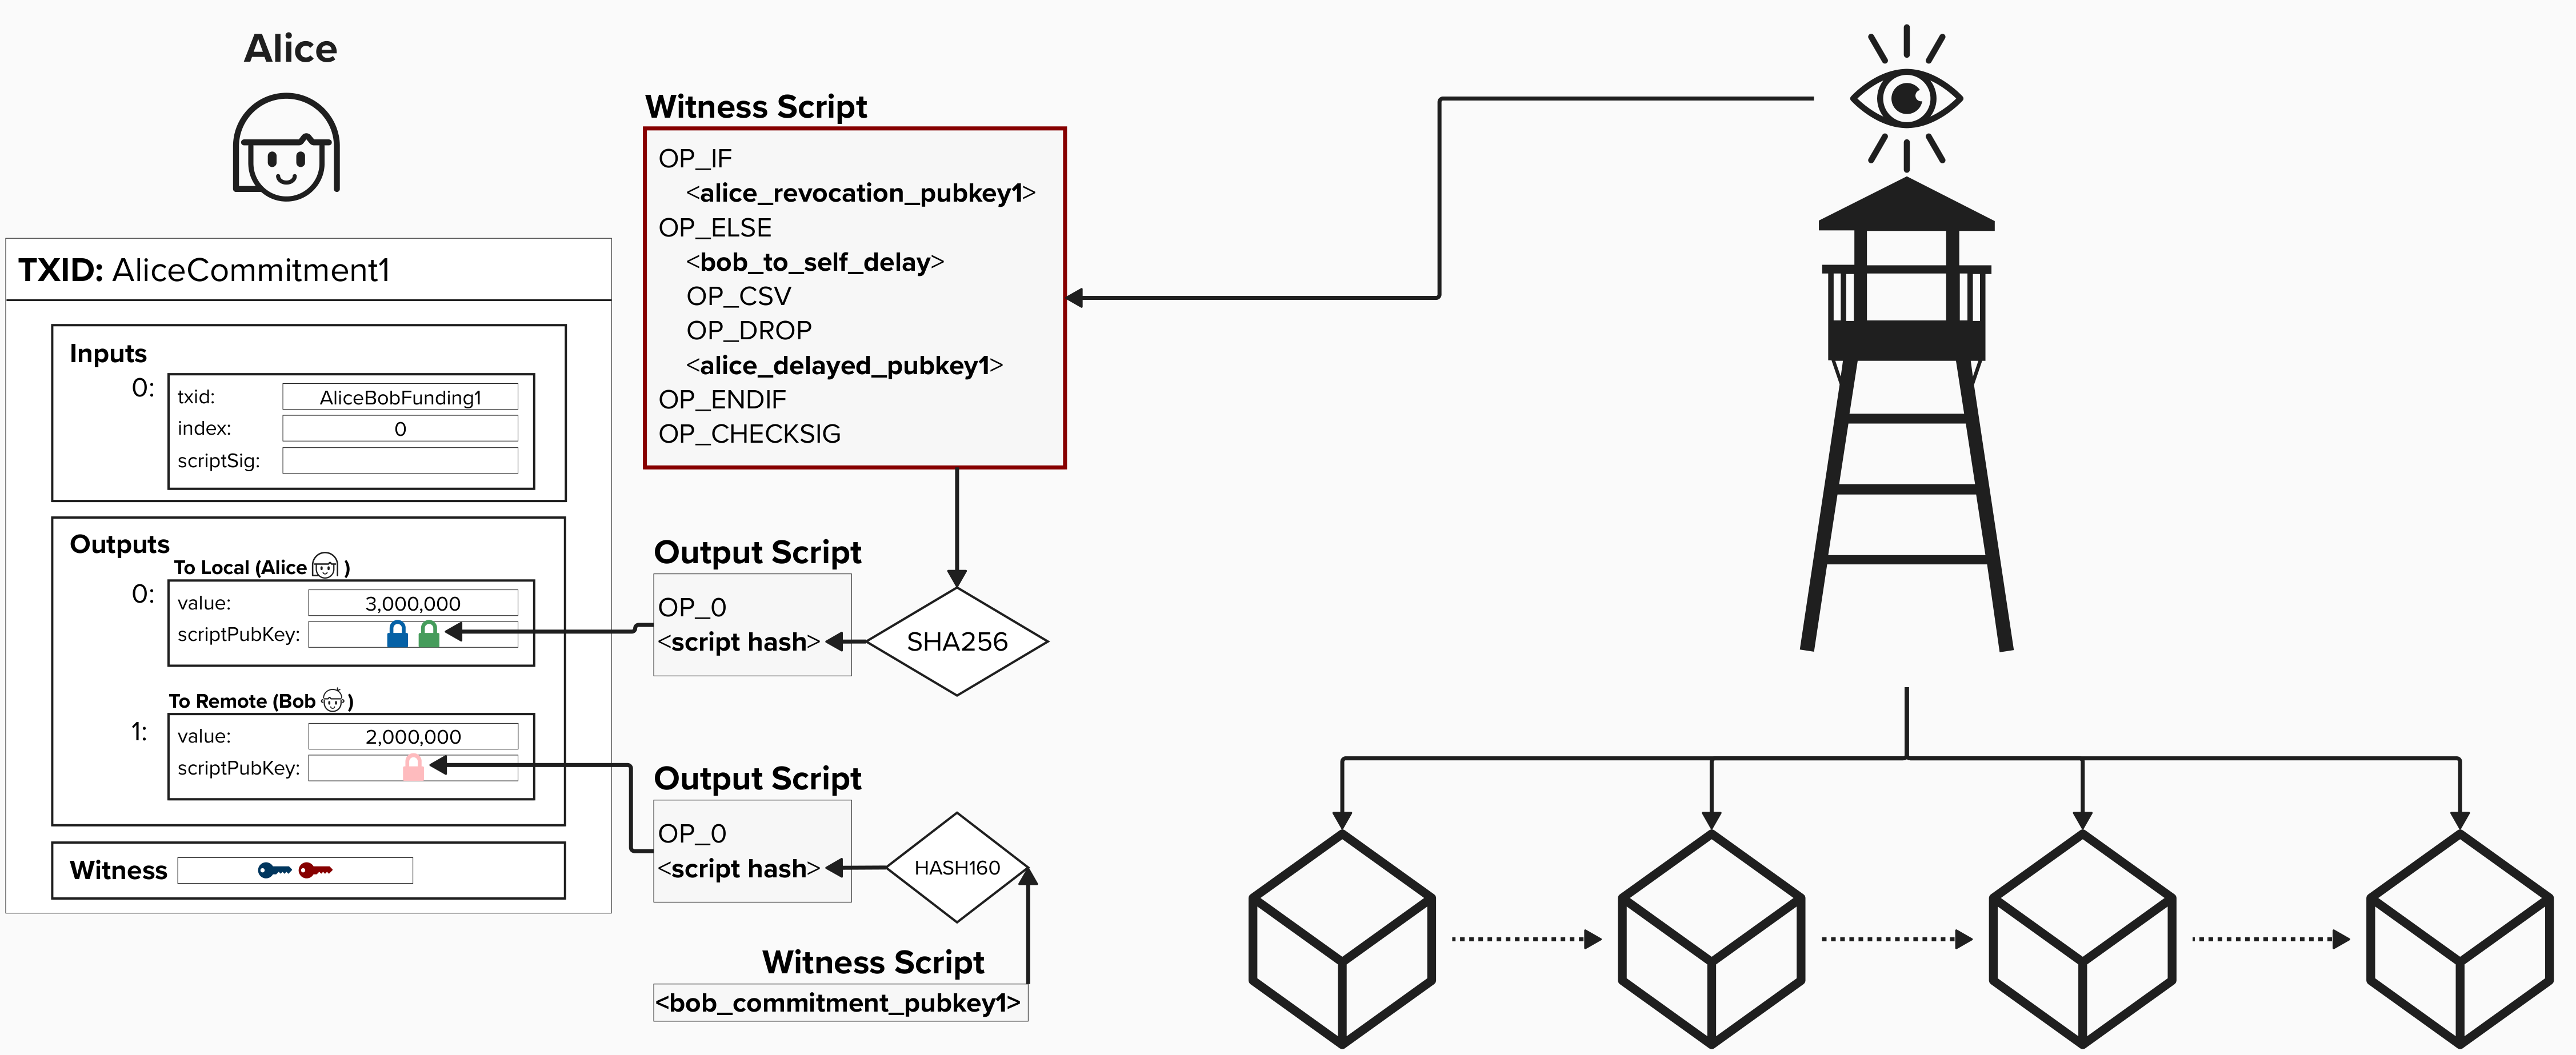 Alice
TXID: AliceCommitment1
Inputs
0:
txid: AliceBobFunding1
index: 0
scriptSig:
Outputs
To Local (Alice )
0:
value: 3,000,000
scriptPubKey:
To Remote (Bob )
1:
value: 2,000,000
scriptPubKey:
Witness
Witness Script
OP_IF
<alice_revocation_pubkey1>
OP_ELSE
<bob_to_self_delay>
OP_CSV
OP_DROP
<alice_delayed_pubkey1>
OP_ENDIF
OP_CHECKSIG
Output Script
OP_0
<script hash>
SHA256
Output Script
OP_0
<script hash>
HASH160
Witness Script
<bob_commitment_pubkey1>